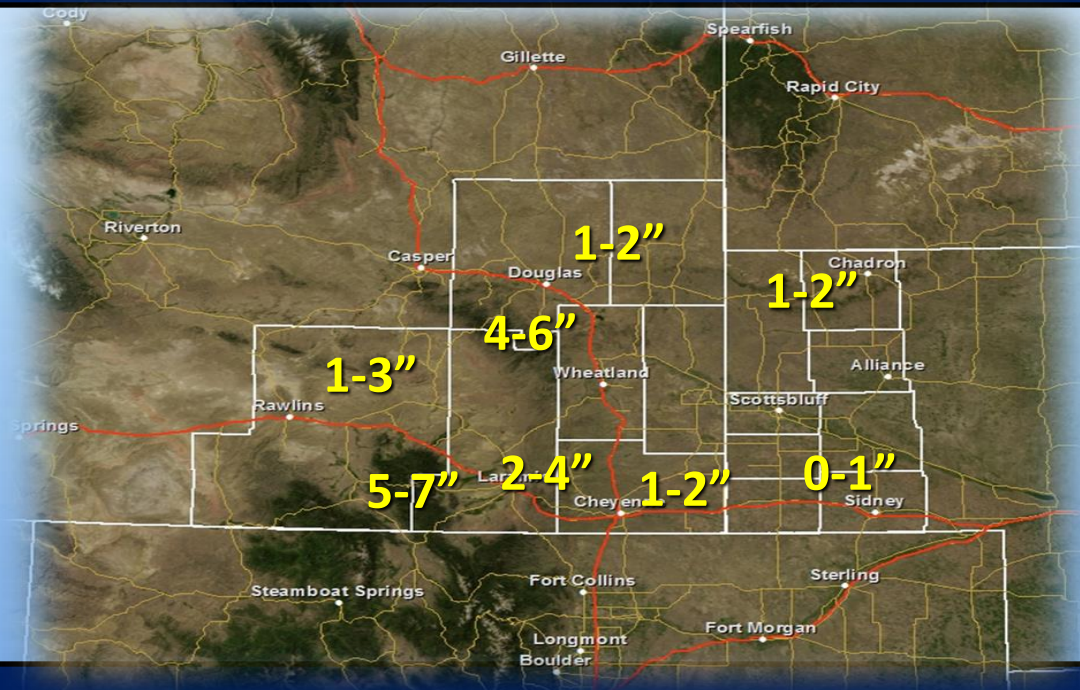 Cody
Spearfish
Gillette
Rapid City
Riverton
1-2”
Casper
Chadron
Douglas
1-2”
4-6”
1-3”
Wheatland
Alliance
Scottsbluff
Rawlins
Springs
2-4”
0-1”
5-7”
1-2”
Sidney
Sterling
Fort Collins
Steamboat Springs
Fort Morgan
Longmont
Boulder